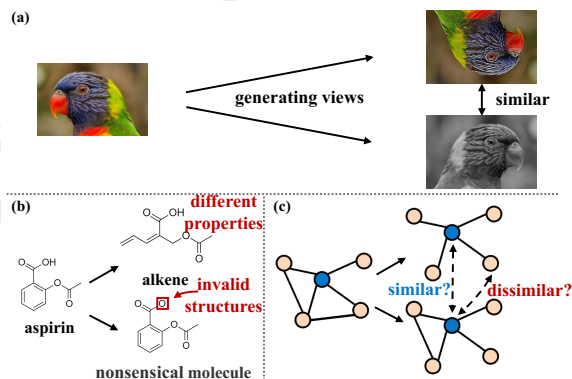 (a)
generating views
similar
(b)
OH
O
O
O
aspirin
different
properties
O
OH
O
O
alkene
invalid
structures
O
O
O
O
nonsensical molecule
(c)
similar?
dissimilar?